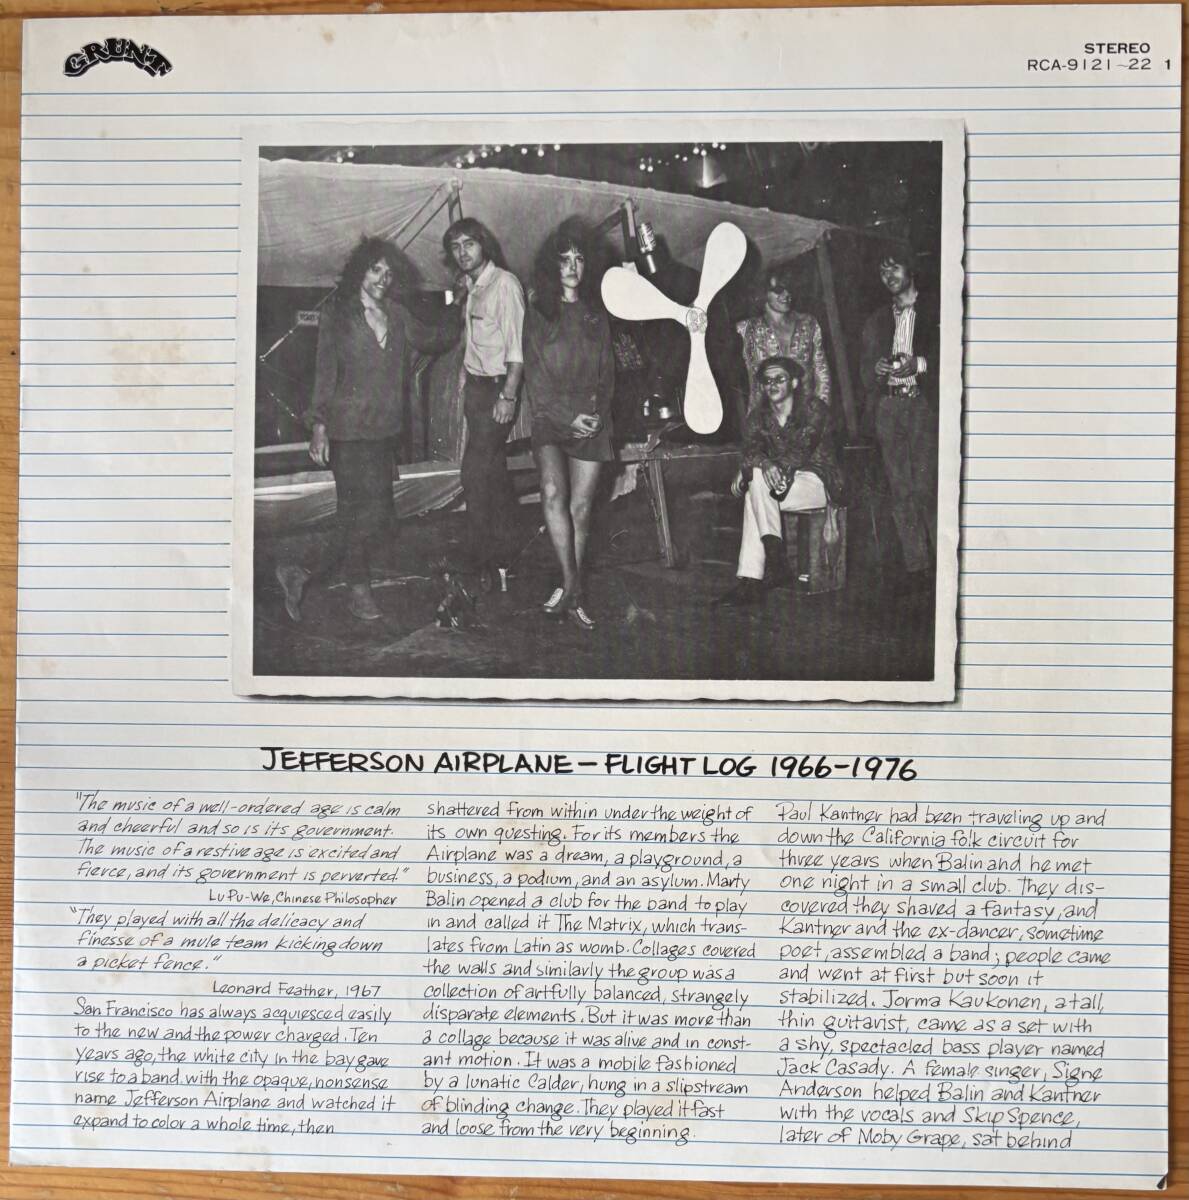 GRUNT
STEREO
RCA-9121~22 1
JEFFERSON AIRPLANE — FLIGHT LOG 1966-1976
"The music of a well-ordered age is calm
and cheerful and so is its government.
The music of a restive age is excited and
fierce, and its government is perverted."
Lu Pu-We, Chinese Philosopher
"They played with all the delicacy and
finesse of a mule team kicking down
a picket fence."
Leonard Feather, 1967
San Francisco has always acquiesced easily
to the new and the power charged. Ten
years ago, the white city in the bay gave
rise to a band with the opaque, nonsense
name Jefferson Airplane and watched it
expand to color a whole time, then
shattered from within under the weight of
its own questing. For its members the
Airplane was a dream, a playground, a
business, a podium, and an asylum. Marty
Balin opened a club for the band to play
in and called it The Matrix, which trans-
lates from Latin as womb. Collages covered
the walls and similarly the group was a
collection of artfully balanced, strangely
disparate elements. But it was more than
a collage because it was alive and in const-
ant motion. It was a mobile fashioned
by a lunatic Calder, hung in a slipstream
of blinding change. They played it fast
and loose from the very beginning.
Paul Kantner had been traveling up and
down the California folk circuit for
three years when Balin and he met
one night in a small club. They dis-
covered they shaved a fantasy, and
Kantner and the ex-dancer, sometime
poet, assembled a band; people came
and went at first but soon it
stabilized. Jorma Kaukonen, a tall,
thin guitarist, came as a set with
a shy, spectacled bass player named
Jack Casady. A female singer, Signe
Anderson helped Balin and Kantner
with the vocals and Skip Spence,
later of Moby Grape, sat behind